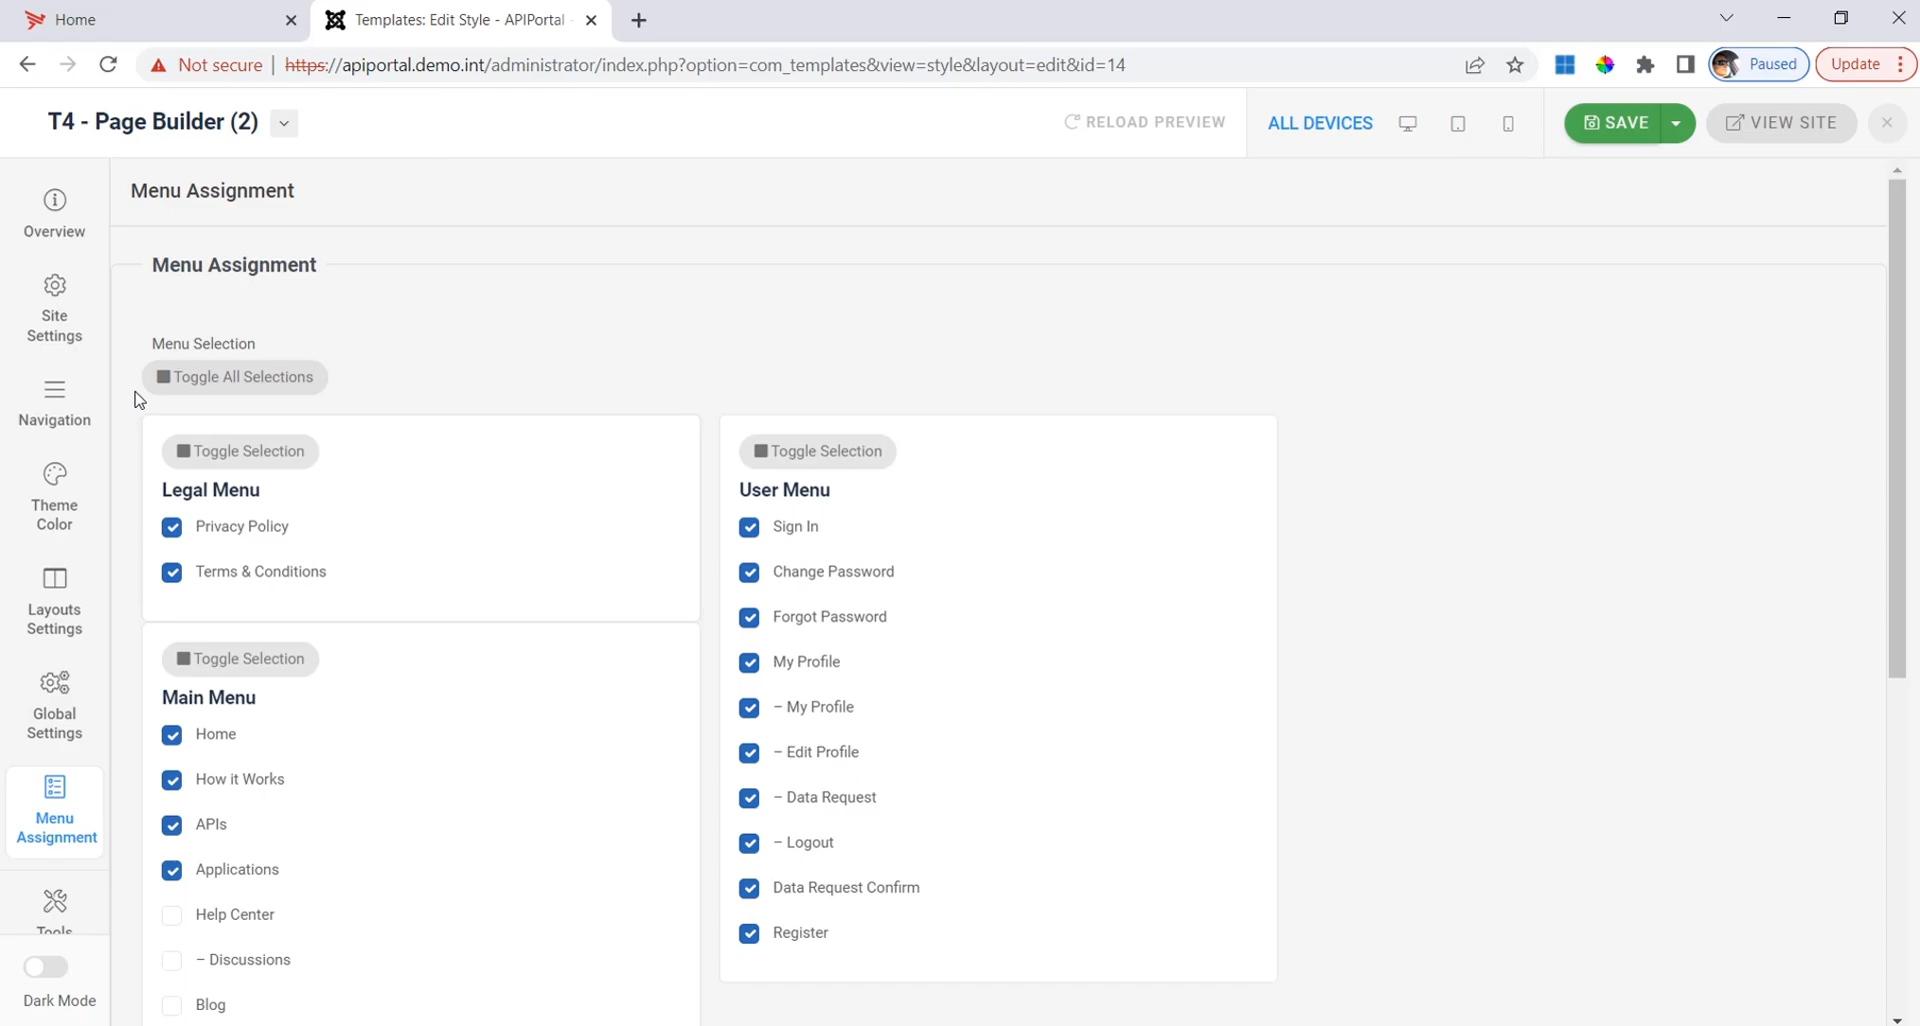 Home
Templates: Edit Style - APIPortal
Not secure
https://apiportal.demo.int/administrator/index.php?option=com_templates&view=style&layout=edit&id=14
Paused
Update
T4 - Page Builder (2)
RELOAD PREVIEW
ALL DEVICES
SAVE
VIEW SITE
Overview
Site
Settings
Navigation
Theme
Color
Layouts
Settings
Global
Settings
Menu
Assignment
Tools
Dark Mode
Menu Assignment
Menu Assignment
Menu Selection
Toggle All Selections
Toggle Selection
Legal Menu
Privacy Policy
Terms & Conditions
Toggle Selection
Main Menu
Home
How it Works
APIs
Applications
Help Center
– Discussions
Blog
Toggle Selection
User Menu
Sign In
Change Password
Forgot Password
My Profile
– My Profile
– Edit Profile
– Data Request
– Logout
Data Request Confirm
Register